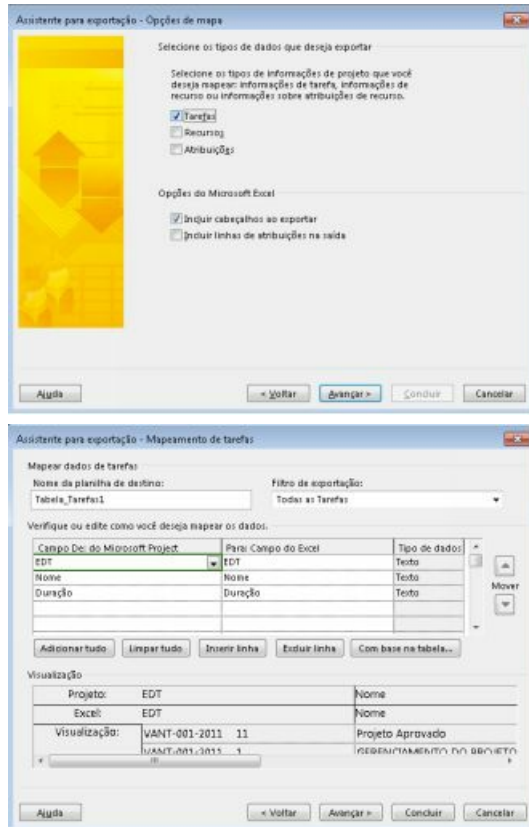 Assistente para exportação - Opções de mapa
Selecione os tipos de dados que deseja exportar
Selecione os tipos de informações de projeto que você
deseja mapear: informações de tarefa, informações de
recurso ou informações sobre atribuições de recurso.
Tarefas
Recursos
Atribuições
Opções do Microsoft Excel
Incluir cabeçalhos ao exportar
Incluir linhas de atribuições na saída
Ajuda < Voltar Avançar > Concluir Cancelar
Assistente para exportação - Mapeamento de tarefas
Mapear dados de tarefas
Nome da planilha de destino: Filtro de exportação:
Tabela_Tarefas1 Todas as Tarefas
Verifique ou edite como você deseja mapear os dados.
Campo De: do Microsoft Project Para: Campo do Excel Tipo de dados
EDT EDT Texto
Nome Nome Texto
Duração Duração Texto
Mover
Adicionar tudo Limpar tudo Inserir linha Excluir linha Com base na tabela...
Visualização
Projeto: EDT Nome
Excel: EDT Nome
Visualização: VANT-001-2011 11 Projeto Aprovado
VANT-001-2011 1 GERENCIAMENTO DO PROJETO
Ajuda < Voltar Avançar > Concluir Cancelar